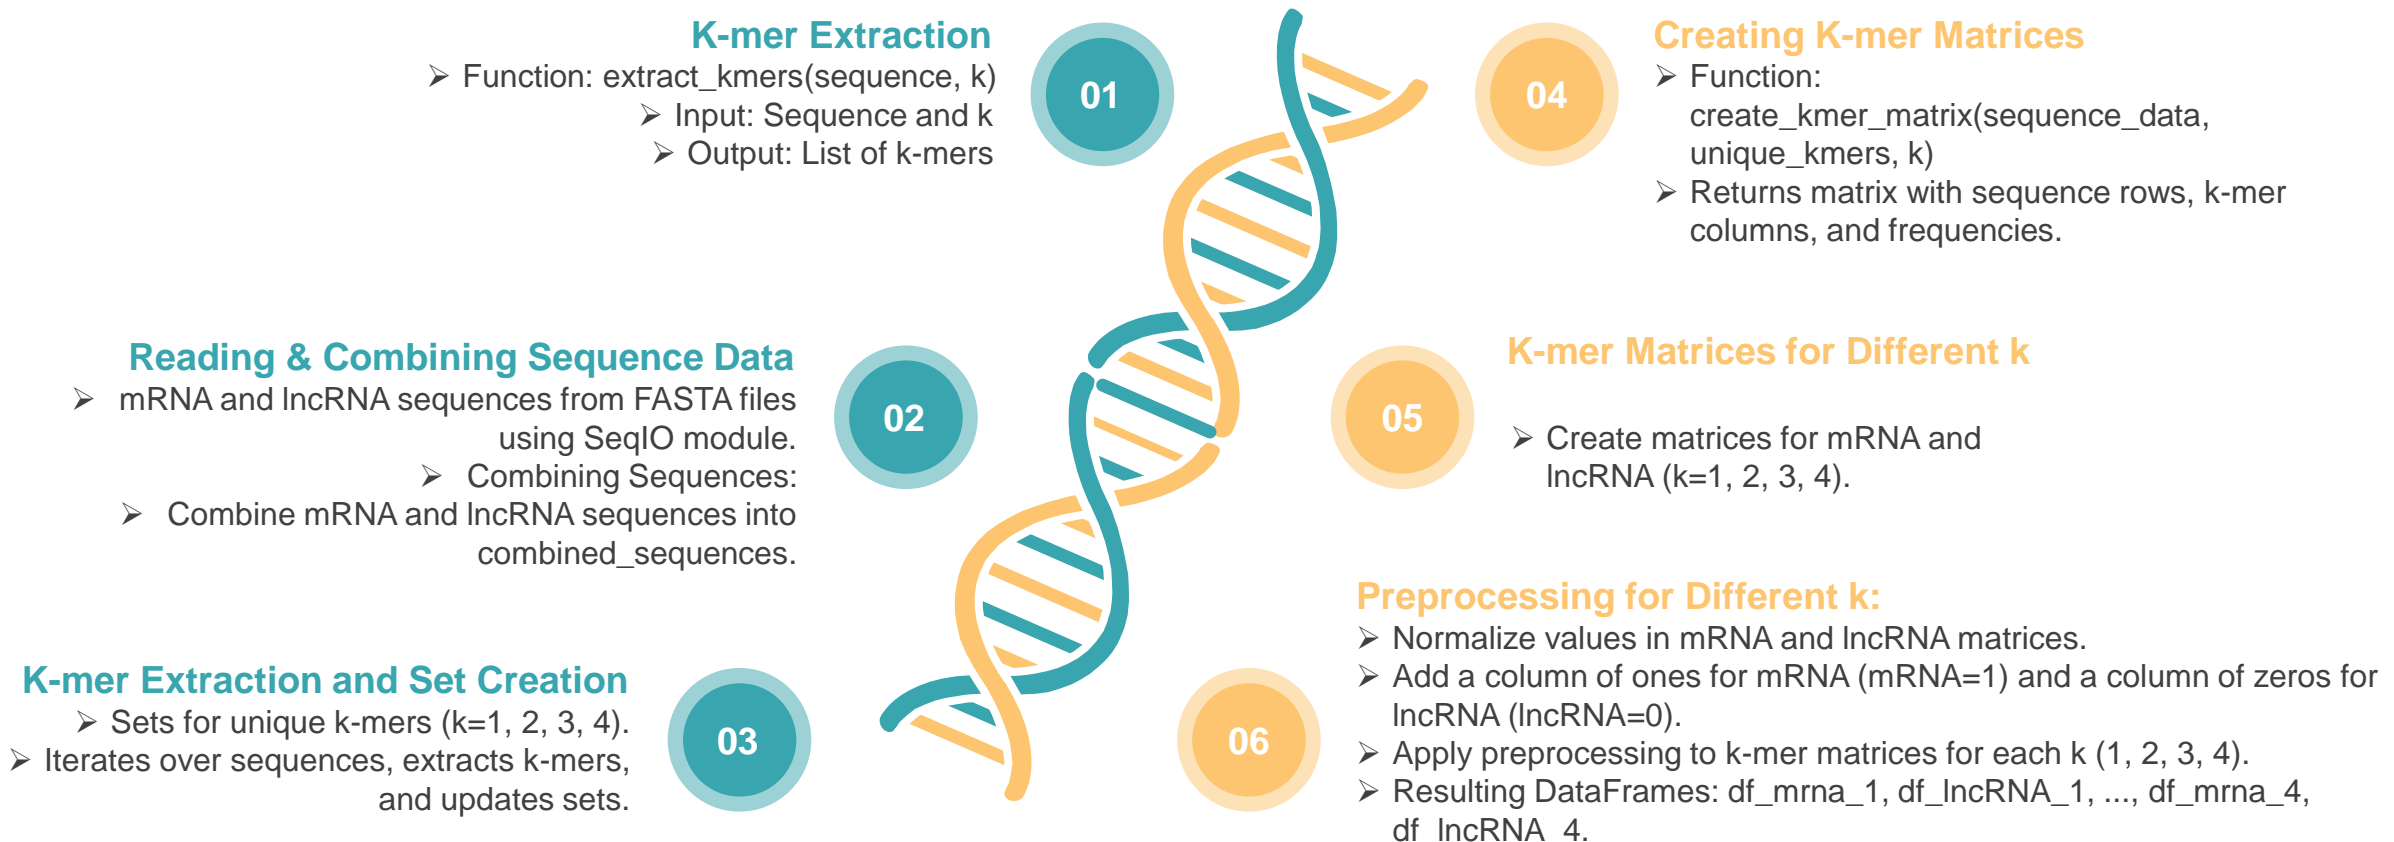 K-mer Extraction
➢ Function: extract_kmers(sequence, k)
➢ Input: Sequence and k
➢ Output: List of k-mers
01
Reading & Combining Sequence Data
➢ mRNA and lncRNA sequences from FASTA files
using SeqIO module.
➢ Combining Sequences:
➢ Combine mRNA and lncRNA sequences into
combined_sequences.
02
K-mer Extraction and Set Creation
➢ Sets for unique k-mers (k=1, 2, 3, 4).
➢ Iterates over sequences, extracts k-mers,
and updates sets.
03
04
Creating K-mer Matrices
➢ Function:
create_kmer_matrix(sequence_data,
unique_kmers, k)
➢ Returns matrix with sequence rows, k-mer
columns, and frequencies.
05
K-mer Matrices for Different k
➢ Create matrices for mRNA and
lncRNA (k=1, 2, 3, 4).
06
Preprocessing for Different k:
➢ Normalize values in mRNA and lncRNA matrices.
➢ Add a column of ones for mRNA (mRNA=1) and a column of zeros for
lncRNA (lncRNA=0).
➢ Apply preprocessing to k-mer matrices for each k (1, 2, 3, 4).
➢ Resulting DataFrames: df_mrna_1, df_lncRNA_1, ..., df_mrna_4,
df_lncRNA_4.